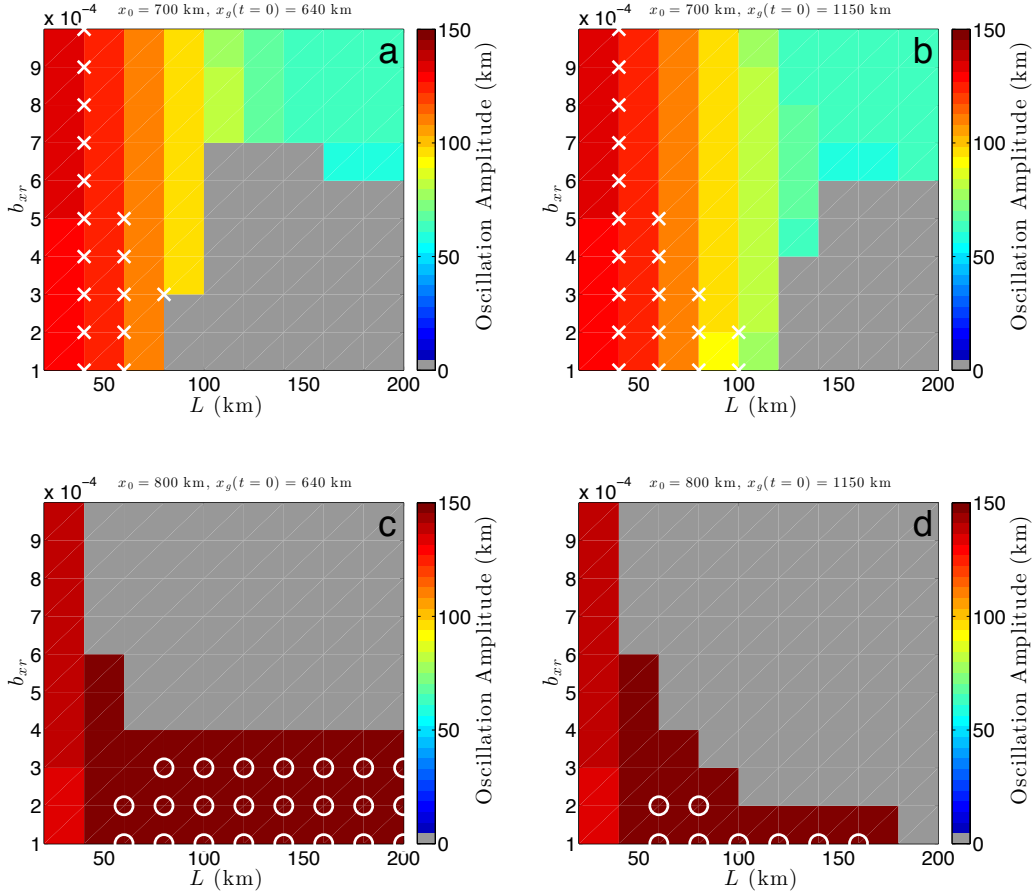 x₀ = 700 km, x_g(t = 0) = 640 km
x 10⁻⁴
a
9
8
7
6
5
4
3
2
1
b_xr
50 100 150 200
L (km)
150
100
50
0
Oscillation Amplitude (km)
x₀ = 700 km, x_g(t = 0) = 1150 km
x 10⁻⁴
b
9
8
7
6
5
4
3
2
1
b_xr
50 100 150 200
L (km)
150
100
50
0
Oscillation Amplitude (km)
x₀ = 800 km, x_g(t = 0) = 640 km
x 10⁻⁴
c
9
8
7
6
5
4
3
2
1
b_xr
50 100 150 200
L (km)
150
100
50
0
Oscillation Amplitude (km)
x₀ = 800 km, x_g(t = 0) = 1150 km
x 10⁻⁴
d
9
8
7
6
5
4
3
2
1
b_xr
50 100 150 200
L (km)
150
100
50
0
Oscillation Amplitude (km)